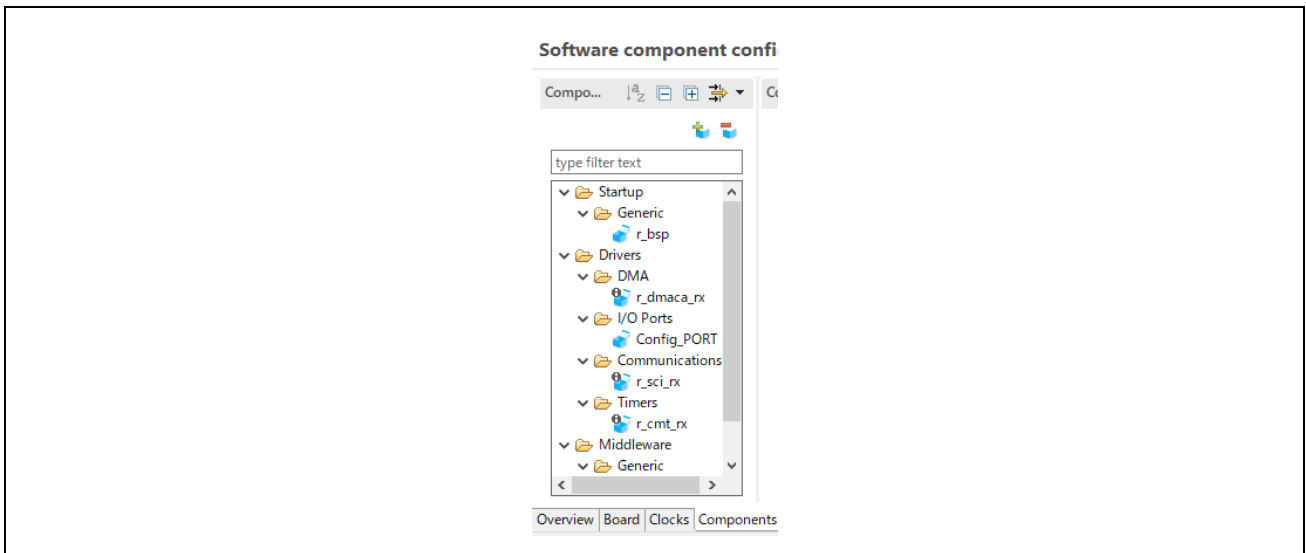 Software component confi
Compo...
type filter text
Startup
Generic
r_bsp
Drivers
DMA
r_dmaca_rx
I/O Ports
Config_PORT
Communications
r_sci_rx
Timers
r_cmt_rx
Middleware
Generic
Overview Board Clocks Components